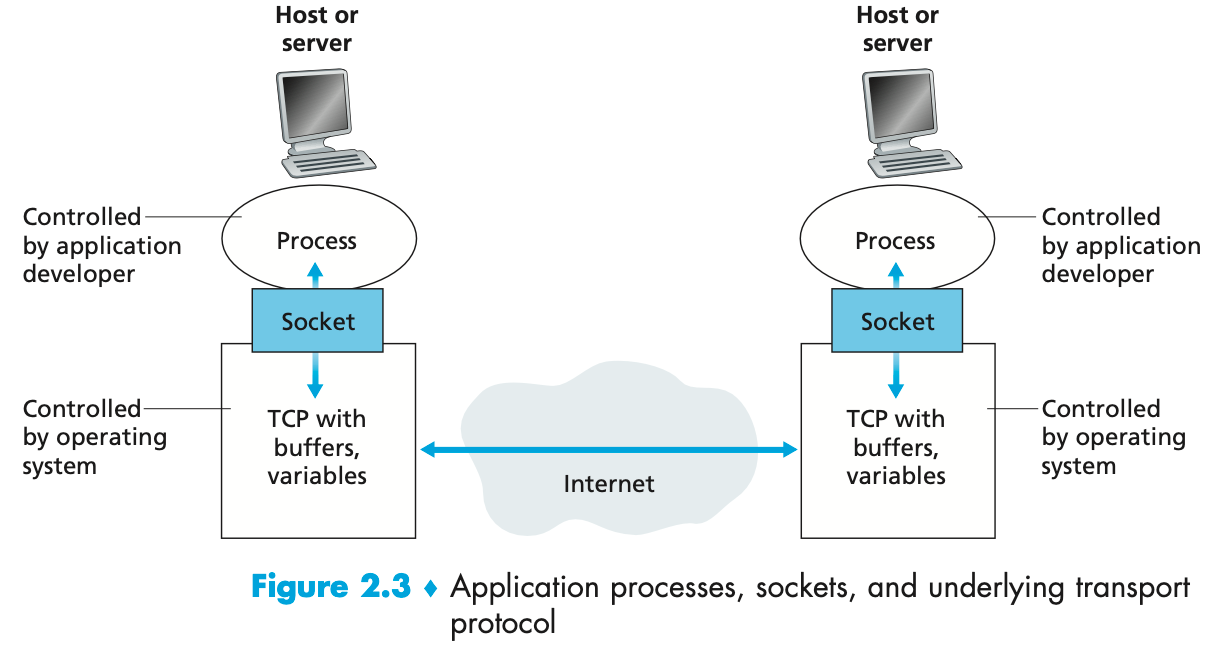 Host or
server
Host or
server
Controlled
by application
developer
Process
Process
Controlled
by application
developer
Socket
Socket
Controlled
by operating
system
TCP with
buffers,
variables
Internet
TCP with
buffers,
variables
Controlled
by operating
system
Figure 2.3 ♦ Application processes, sockets, and underlying transport
protocol